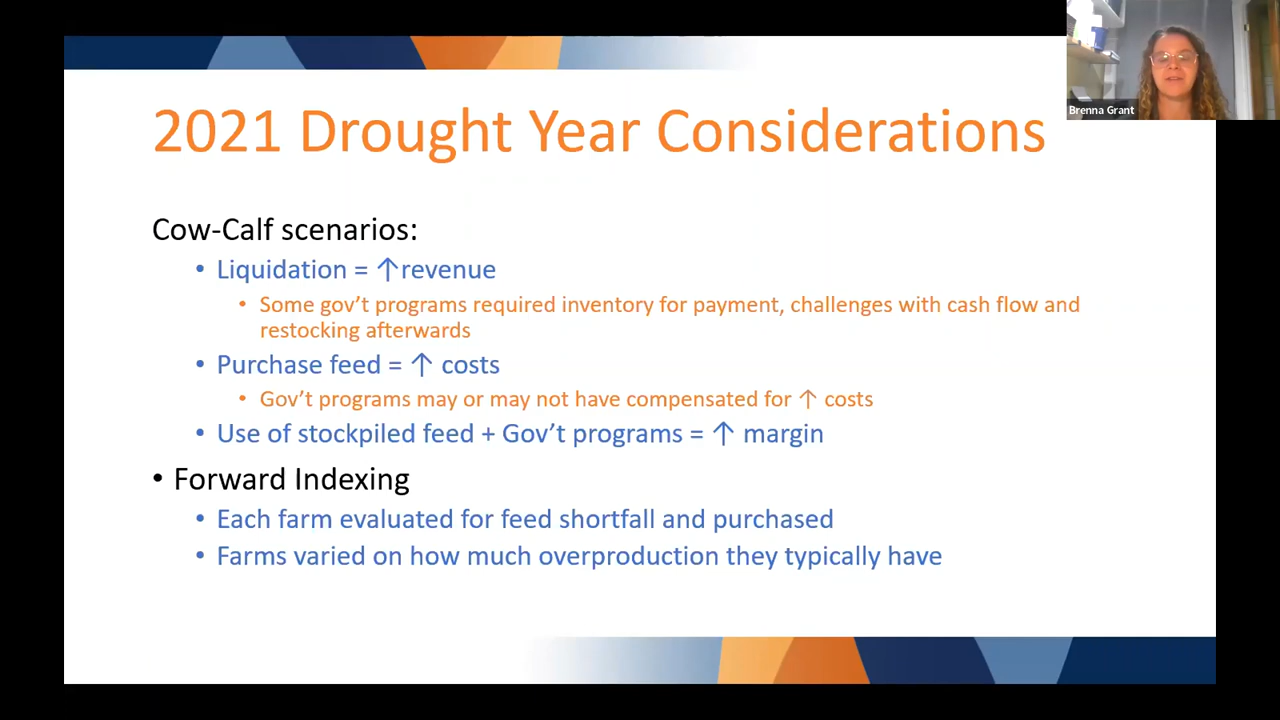 Brenna Grant
2021 Drought Year Considerations
Cow-Calf scenarios:
• Liquidation = ↑revenue
• Some gov't programs required inventory for payment, challenges with cash flow and
restocking afterwards
• Purchase feed = ↑ costs
• Gov't programs may or may not have compensated for ↑ costs
• Use of stockpiled feed + Gov't programs = ↑ margin
• Forward Indexing
• Each farm evaluated for feed shortfall and purchased
• Farms varied on how much overproduction they typically have